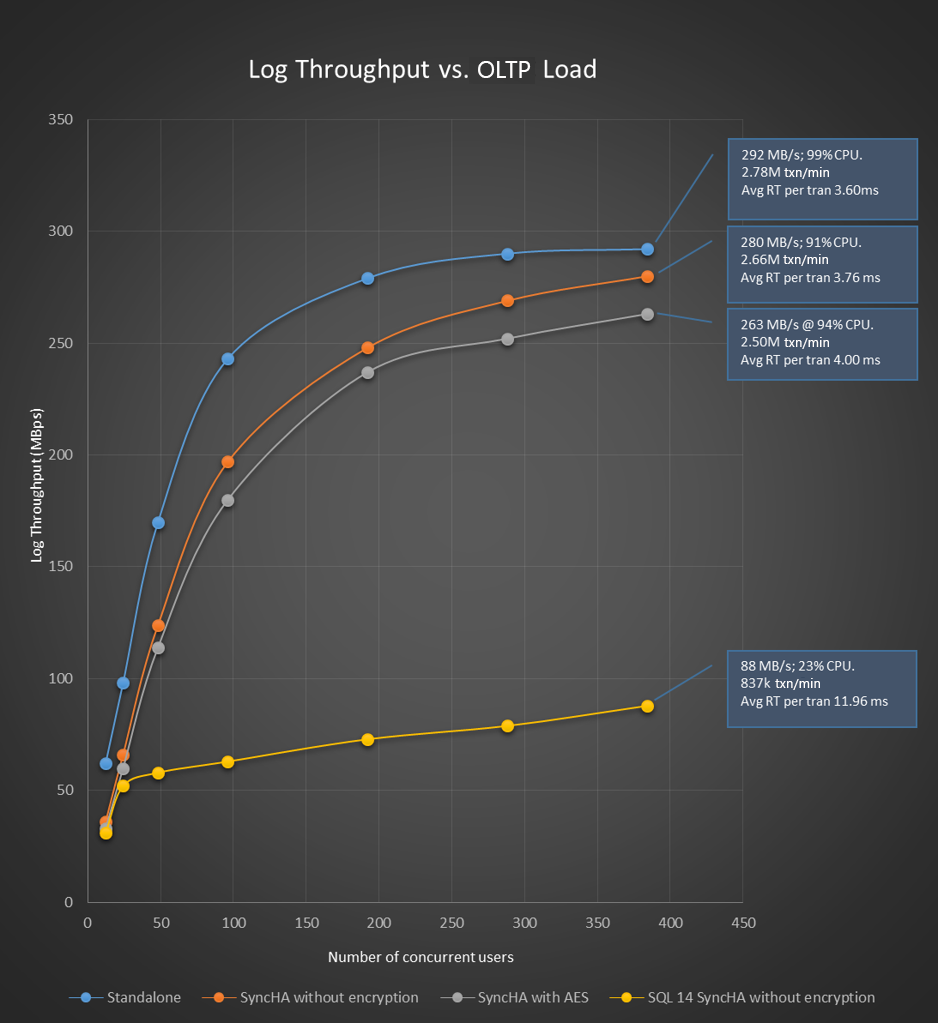 Log Throughput vs. OLTP Load
350
300
250
200
150
100
50
0
Log Throughput (MBps)
0 50 100 150 200 250 300 350 400 450
Number of concurrent users
292 MB/s; 99% CPU.
2.78M txn/min
Avg RT per tran 3.60ms
280 MB/s; 91% CPU.
2.66M txn/min
Avg RT per tran 3.76 ms
263 MB/s @ 94% CPU.
2.50M txn/min
Avg RT per tran 4.00 ms
88 MB/s; 23% CPU.
837k txn/min
Avg RT per tran 11.96 ms
Standalone SyncHA without encryption SyncHA with AES SQL 14 SyncHA without encryption